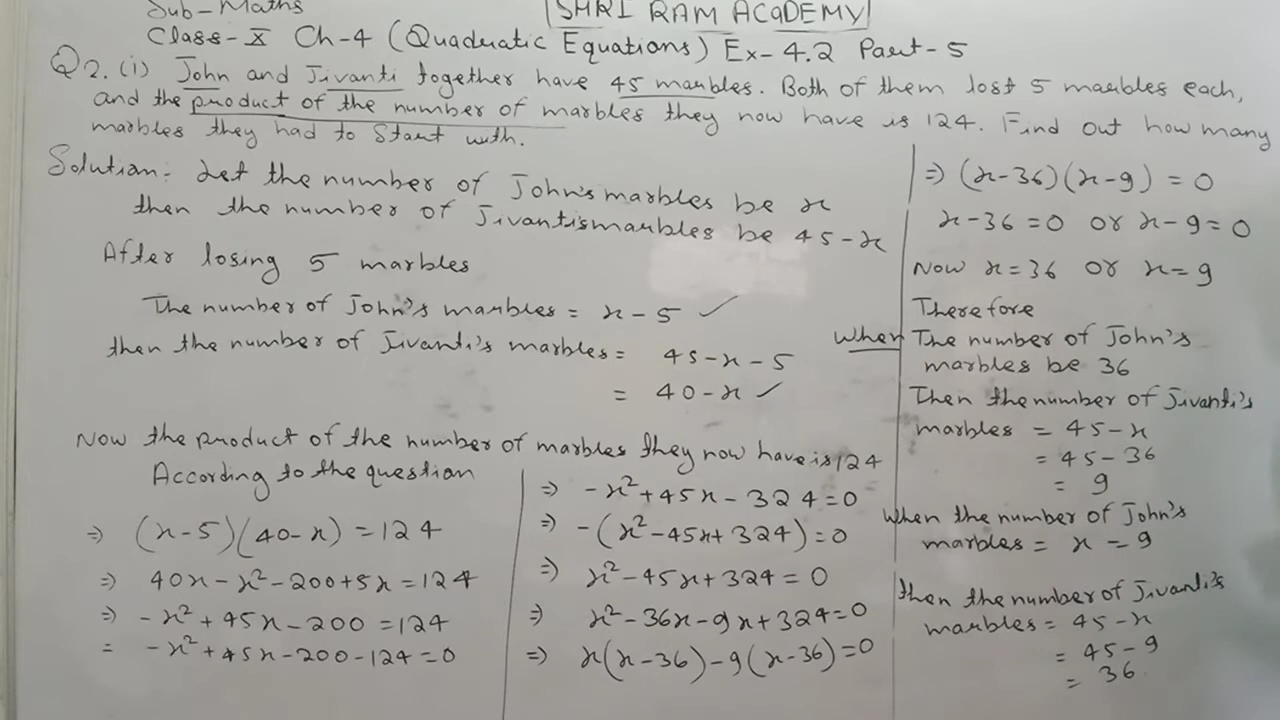 Sub-Maths
SHRI RAM ACADEMY
Class-X Ch-4 (Quadratic Equations) Ex-4.2 Part-5
Q2.(i) John and Jivanti together have 45 marbles. Both of them lost 5 marbles each,
and the product of the number of marbles they now have is 124. Find out how many
marbles they had to start with.
Solution:- Let the number of John's marbles be x
then the number of Jivantis marbles be 45-x
After losing 5 marbles
The number of John's marbles = x-5 ✓
then the number of Jivanti's marbles = 45-x-5
= 40-x ✓
Now the product of the number of marbles they now have is 124
According to the question
⇒ (x-5)(40-x) = 124
⇒ 40x-x²-200+5x=124
⇒ -x²+45x-200=124
= -x²+45x-200-124=0
⇒ -x²+45x-324=0
⇒ -(x²-45x+324)=0
⇒ x²-45x+324=0
⇒ x²-36x-9x+324=0
⇒ x(x-36)-9(x-36)=0
⇒ (x-36)(x-9)=0
x-36=0 or x-9=0
Now x=36 or x=9
Therefore
When The number of John's
marbles be 36
Then the number of Jivanti's
marbles = 45-x
= 45-36
= 9
When the number of John's
marbles = x = 9
then the number of Jivanti's
marbles = 45-x
= 45-9
= 36